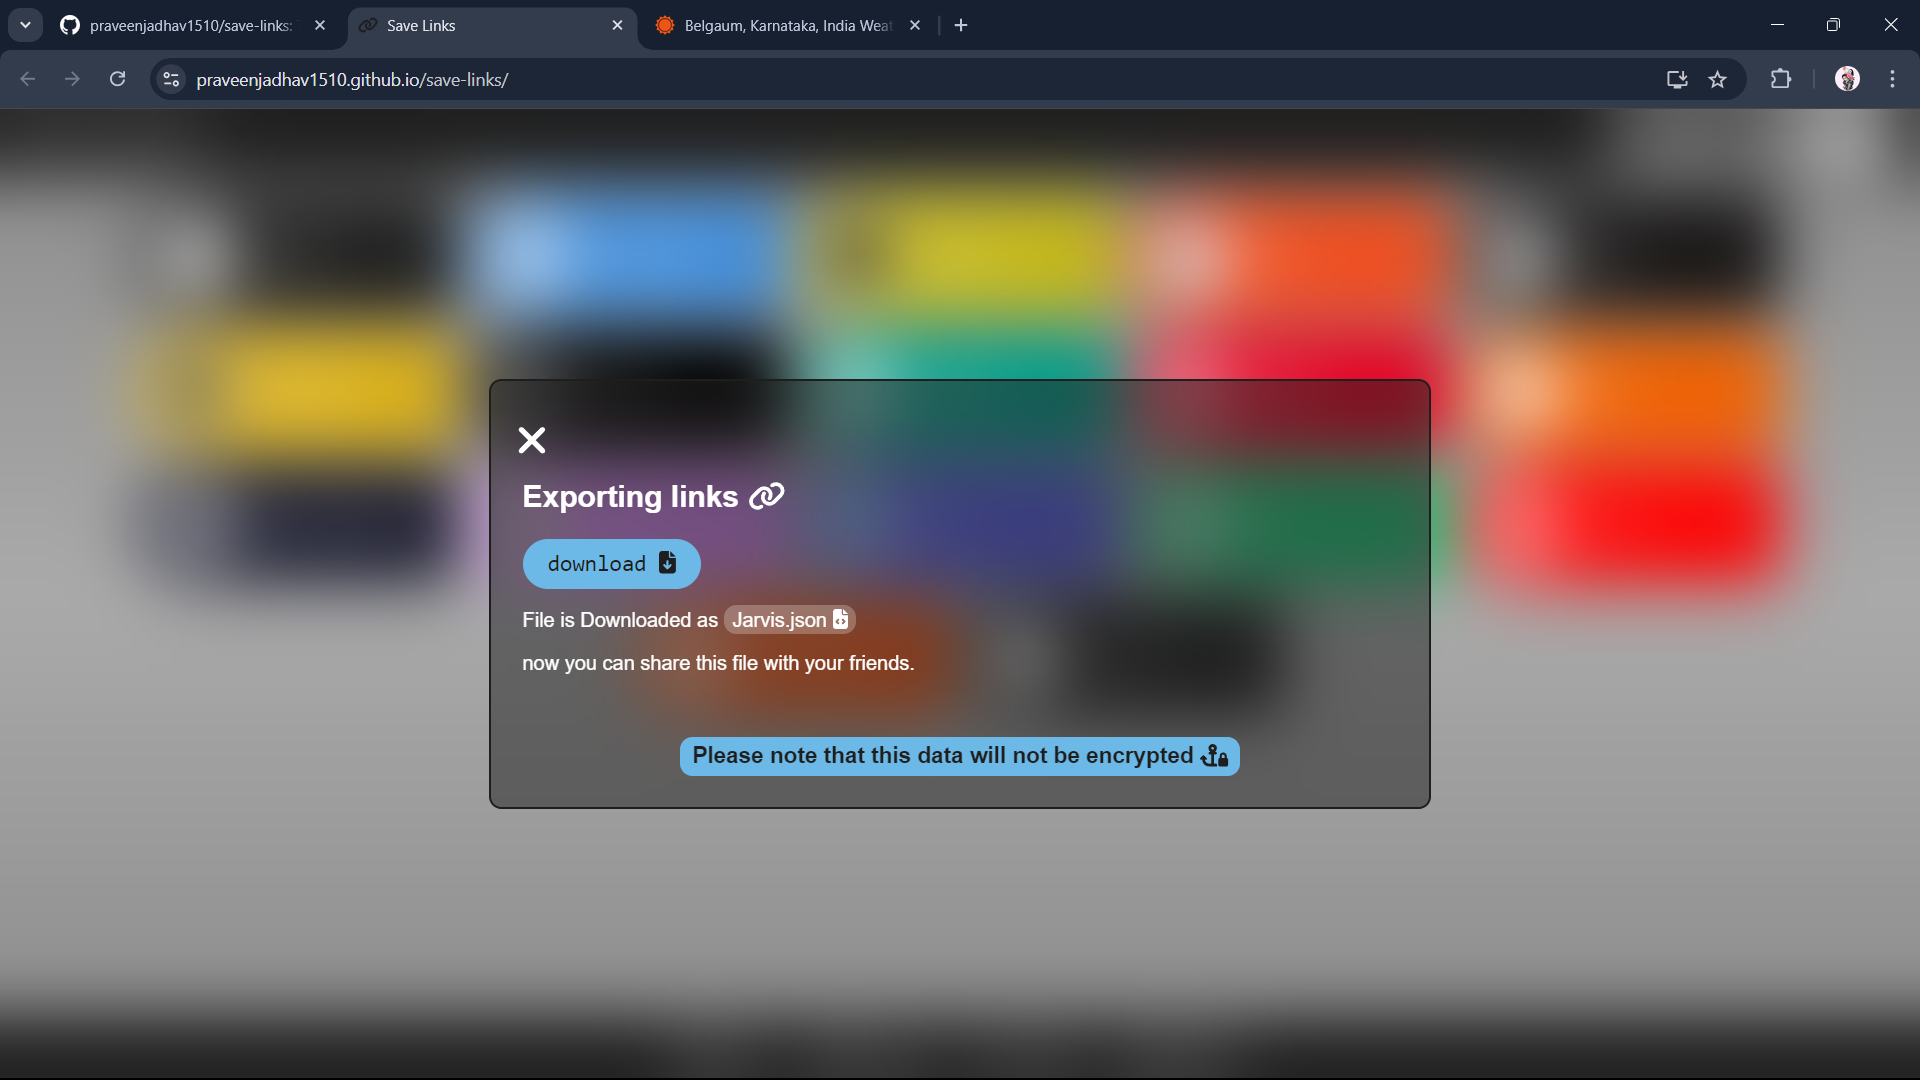 praveenjadhav1510/save-links:
Save Links
Belgaum, Karnataka, India Wea
praveenjadhav1510.github.io/save-links/
Exporting links
download
File is Downloaded as Jarvis.json
now you can share this file with your friends.
Please note that this data will not be encrypted